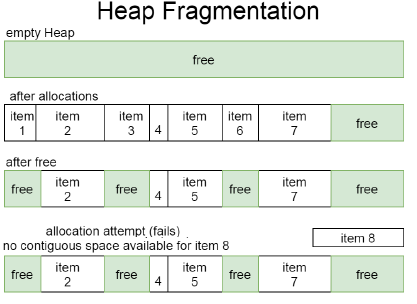 Heap Fragmentation
empty Heap
free
after allocations
item 1 item 2 item 3 4 item 5 item 6 item 7 free
after free
free item 2 free 4 item 5 free item 7 free
allocation attempt (fails)
no contiguous space available for item 8
item 8
free item 2 free 4 item 5 free item 7 free